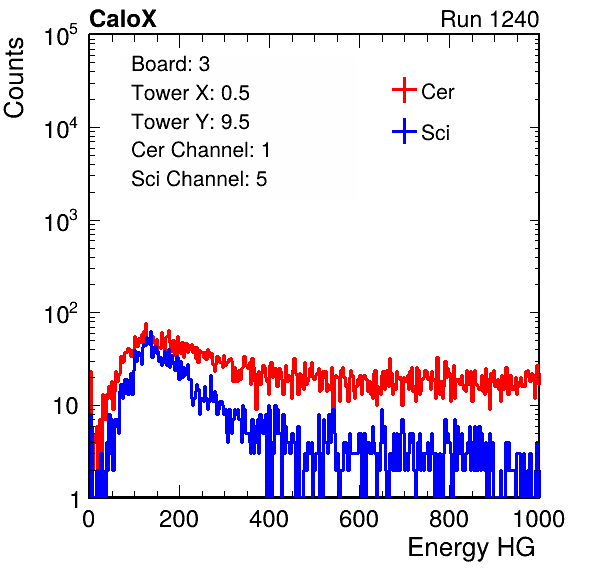 CaloX Run 1240
Counts
Board: 3
Tower X: 0.5
Tower Y: 9.5
Cer Channel: 1
Sci Channel: 5
Cer
Sci
10^5
10^4
10^3
10^2
10
1
0 200 400 600 800 1000
Energy HG